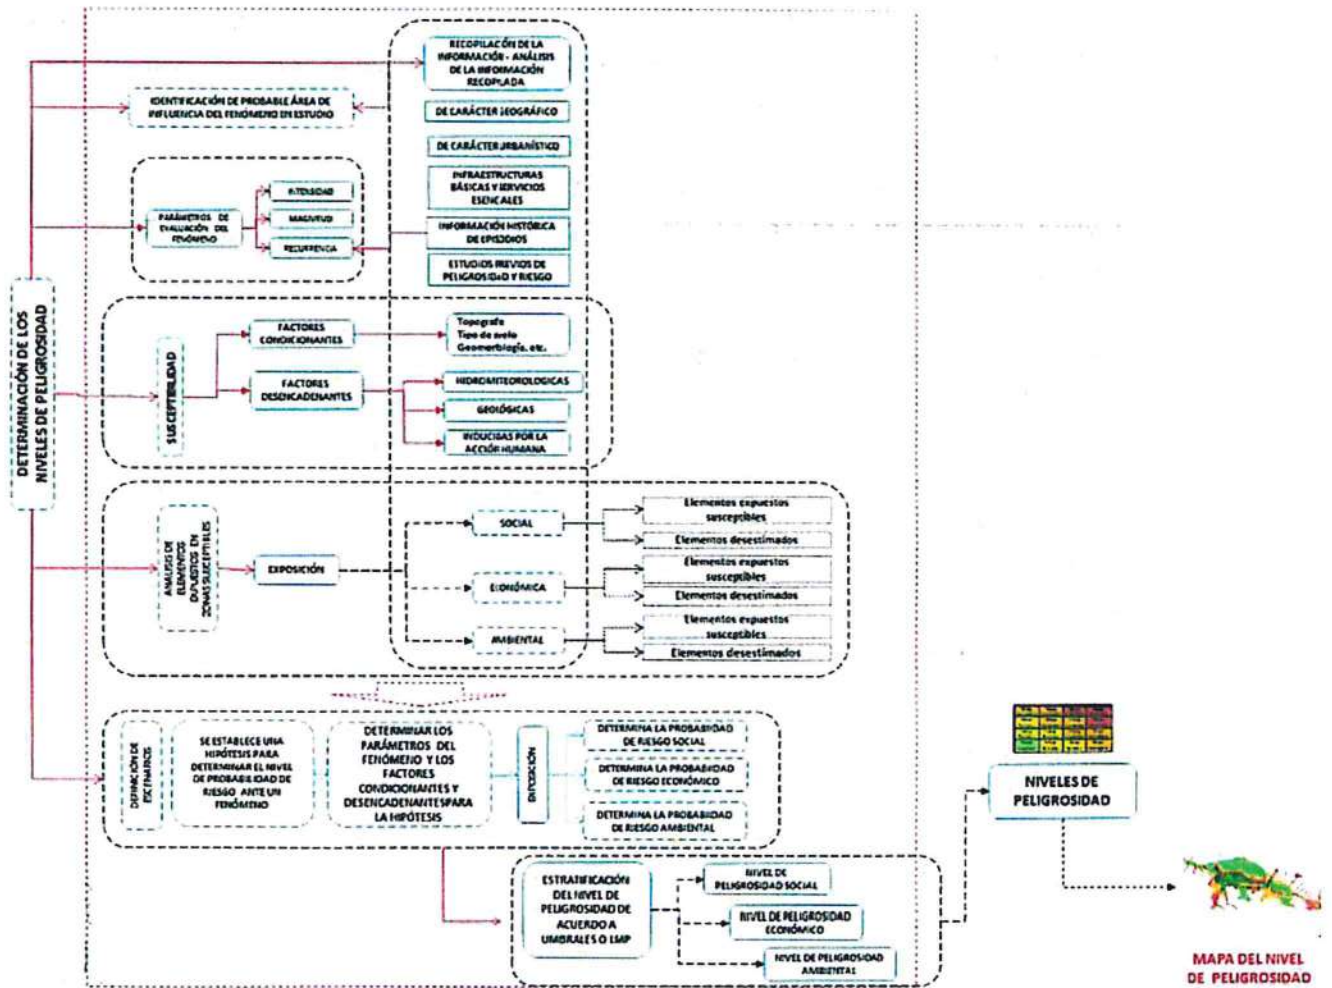 RECOPILACIÓN DE LA
INFORMACIÓN - ANÁLISIS
DE LA INFORMACIÓN
RECOPILADA
IDENTIFICACIÓN DE PROBABLE ÁREA DE
INFLUENCIA DEL FENÓMENO EN ESTUDIO
DE CARÁCTER GEOGRÁFICO
DE CARÁCTER URBANÍSTICO
INFRAESTRUCTURAS
BÁSICAS Y SERVICIOS
ESENCALES
INFORMACIÓN HISTÓRICA
DE EPISODIOS
ESTUDIOS PREVIOS DE
PELIGROSIDAD Y RIESGO
PARÁMETROS DE
EVALUACIÓN DEL
FENÓMENO
INTENSIDAD
MAGNITUD
RECURRENCIA
DETERMINACIÓN DE LOS
NIVELES DE PELIGROSIDAD
SUSCEPTIBILIDAD
FACTORES
CONDICIONANTES
Topografe
Tipo de suelo
Geomorblogía, etc.
FACTORES
DESENCADENANTES
HIDROMITEOROLOGICAS
GEOLÓGICAS
INDUCIDAS POR LA
ACCIÓN HUMANA
ANÁLISIS DE
ELEMENTOS
EXPUESTOS EN
ZONAS SUSCEPTIBLES
EXPOSICIÓN
SOCIAL
Elementos expuestos
susceptibles
Elementos desestimados
ECONÓMICA
Elementos expuestos
susceptibles
Elementos desestimados
AMBIENTAL
Elementos expuestos
susceptibles
Elementos desestimados
DEFINICIÓN DE
ESCENARIOS
SE ESTABLECE UNA
HIPÓTESIS PARA
DETERMINAR EL NIVEL
DE PROBABILIDAD DE
RIESGO ANTE UN
FENÓMENO
DETERMINAR LOS
PARÁMETROS DEL
FENÓMENO Y LOS
FACTORES
CONDICIONANTES Y
DESENCADENANTES PARA
LA HIPÓTESIS
EXPOSICIÓN
DETERMINA LA PROBABILIDAD
DE RIESGO SOCIAL
DETERMINA LA PROBABILIDAD
DE RIESGO ECONÓMICO
DETERMINA LA PROBABILIDAD
DE RIESGO AMBIENTAL
ESTRATIFICACIÓN
DEL NIVEL DE
PELIGROSIDAD DE
ACUERDO A
UMBRALES O LMP
NIVEL DE
PELIGROSIDAD SOCIAL
NIVEL DE PELIGROSIDAD
ECONÓMICO
NIVEL DE PELIGROSIDAD
AMBIENTAL
NIVELES DE
PELIGROSIDAD
MAPA DEL NIVEL
DE PELIGROSIDAD